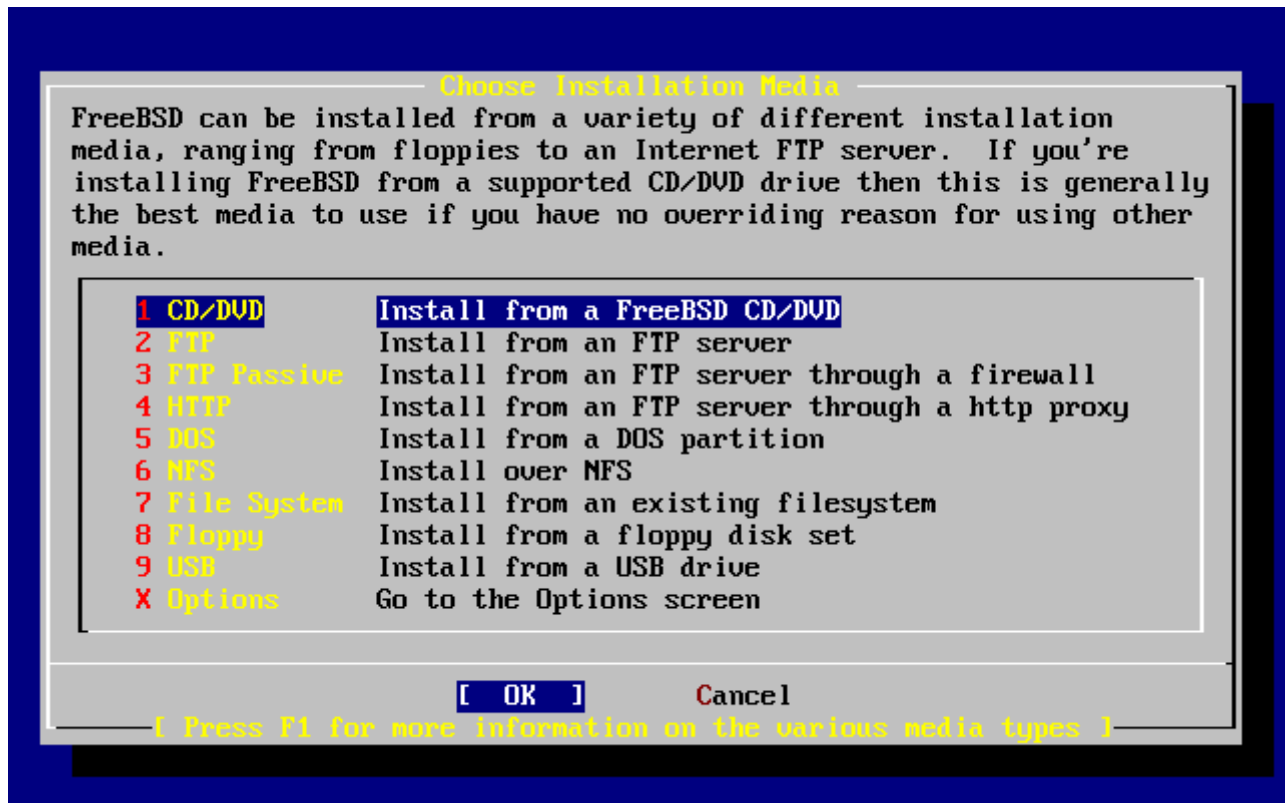 Choose Installation Media
FreeBSD can be installed from a variety of different installation
media, ranging from floppies to an Internet FTP server.  If you're
installing FreeBSD from a supported CD/DVD drive then this is generally
the best media to use if you have no overriding reason for using other
media.
1 CD/DVD Install from a FreeBSD CD/DVD
2 FTP Install from an FTP server
3 FTP Passive Install from an FTP server through a firewall
4 HTTP Install from an FTP server through a http proxy
5 DOS Install from a DOS partition
6 NFS Install over NFS
7 File System Install from an existing filesystem
8 Floppy Install from a floppy disk set
9 USB Install from a USB drive
X Options Go to the Options screen
[ OK ] Cancel
[ Press F1 for more information on the various media types ]